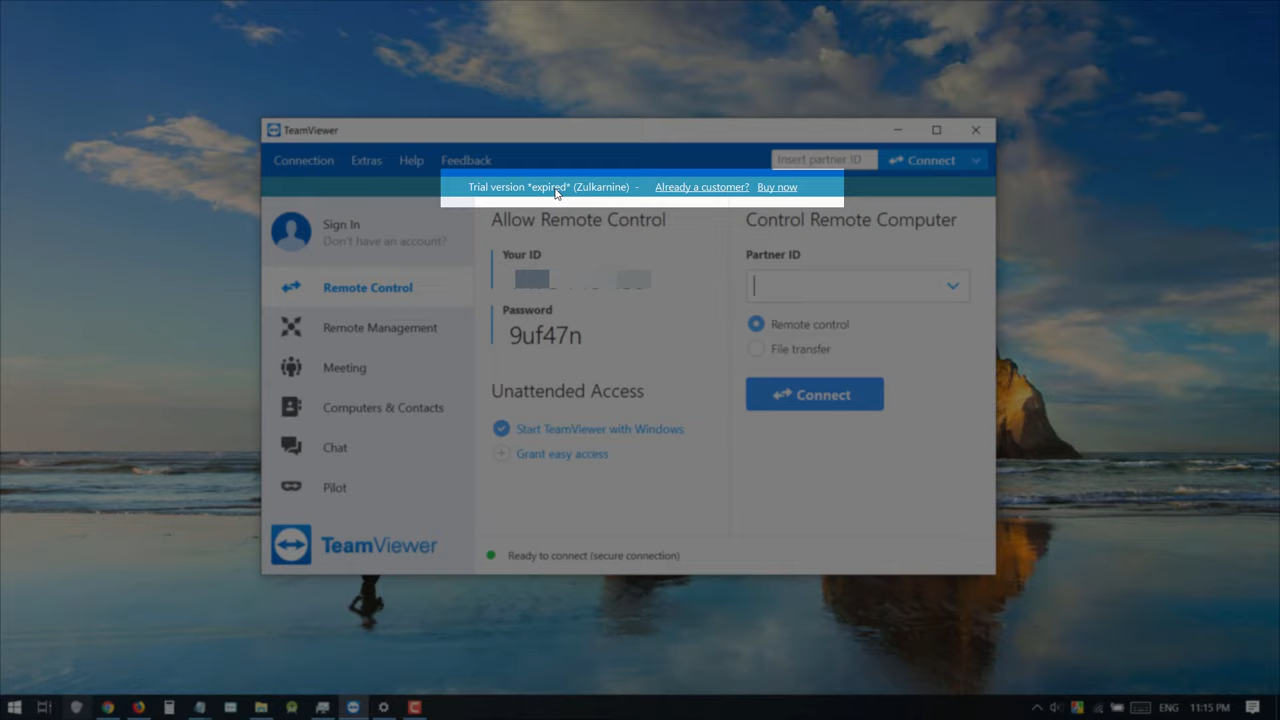 TeamViewer
Connection Extras Help Feedback
Insert partner ID Connect
Trial version *expired* (Zulkarnine) - Already a customer? Buy now
Sign In
Don't have an account?
Remote Control
Remote Management
Meeting
Computers & Contacts
Chat
Pilot
TeamViewer
Allow Remote Control
Your ID
Password
9uf47n
Unattended Access
Start TeamViewer with Windows
Grant easy access
Control Remote Computer
Partner ID
Remote control
File transfer
Connect
Ready to connect (secure connection)
ENG 11:15 PM